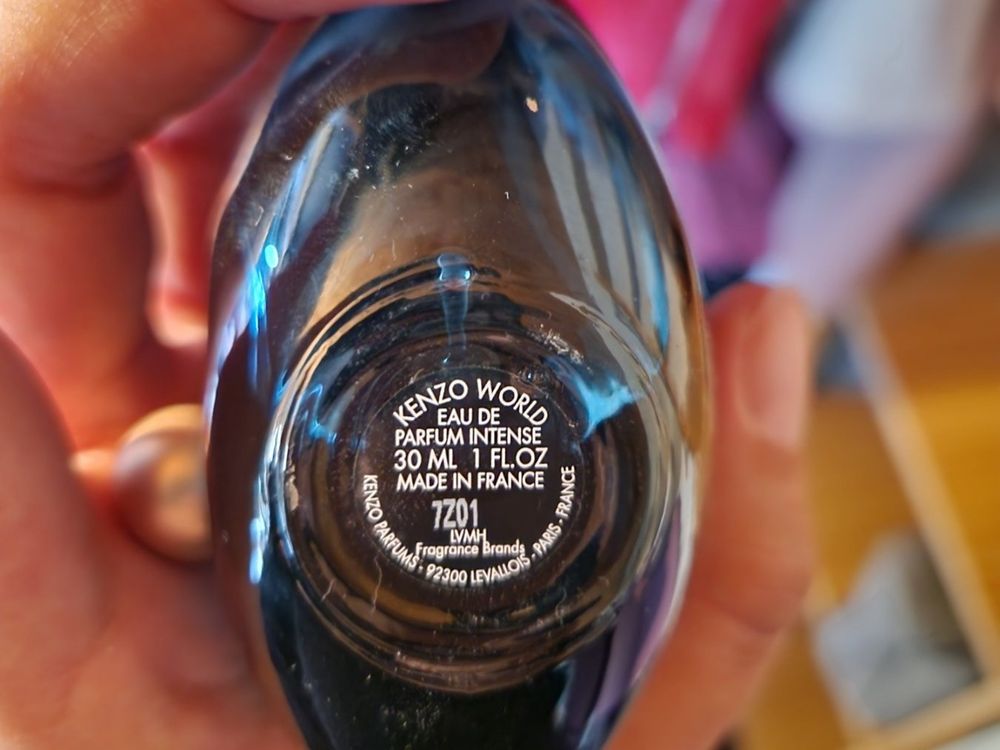 KENZO WORLD
EAU DE
PARFUM INTENSE
30 ML 1 FL.OZ
MADE IN FRANCE
7Z01
LVMH
Fragrance Brands
KENZO PARFUMS - 92300 LEVALLOIS - PARIS - FRANCE